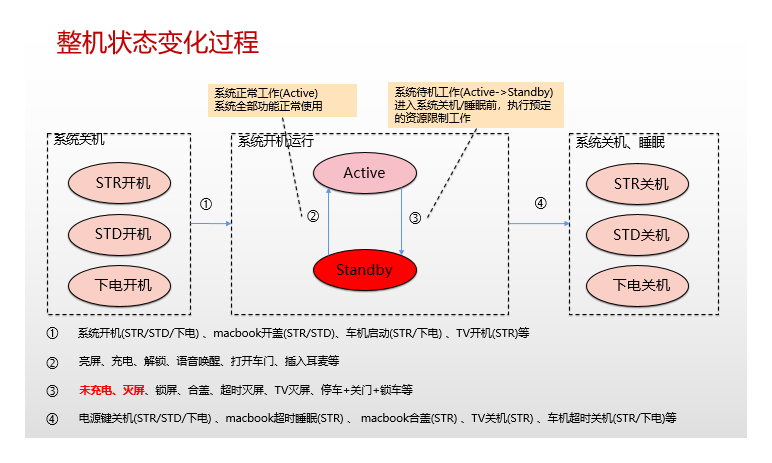 整机状态变化过程
系统正常工作(Active)
系统全部功能正常使用
系统待机工作(Active->Standby)
进入系统关机/睡眠前，执行预定
的资源限制工作
系统关机
系统开机运行
系统关机、睡眠
STR开机
STD开机
下电开机
①
Active
②
③
Standby
④
STR关机
STD关机
下电关机
① 系统开机(STR/STD/下电) 、macbook开盖(STR/STD)、车机启动(STR/下电) 、TV开机(STR)等
② 亮屏、充电、解锁、语音唤醒、打开车门、插入耳麦等
③ 未充电、灭屏、锁屏、合盖、超时灭屏、TV灭屏、停车+关门+锁车等
④ 电源键关机(STR/STD/下电) 、macbook超时睡眠(STR) 、 macbook合盖(STR) 、TV关机(STR) 、车机超时关机(STR/下电)等